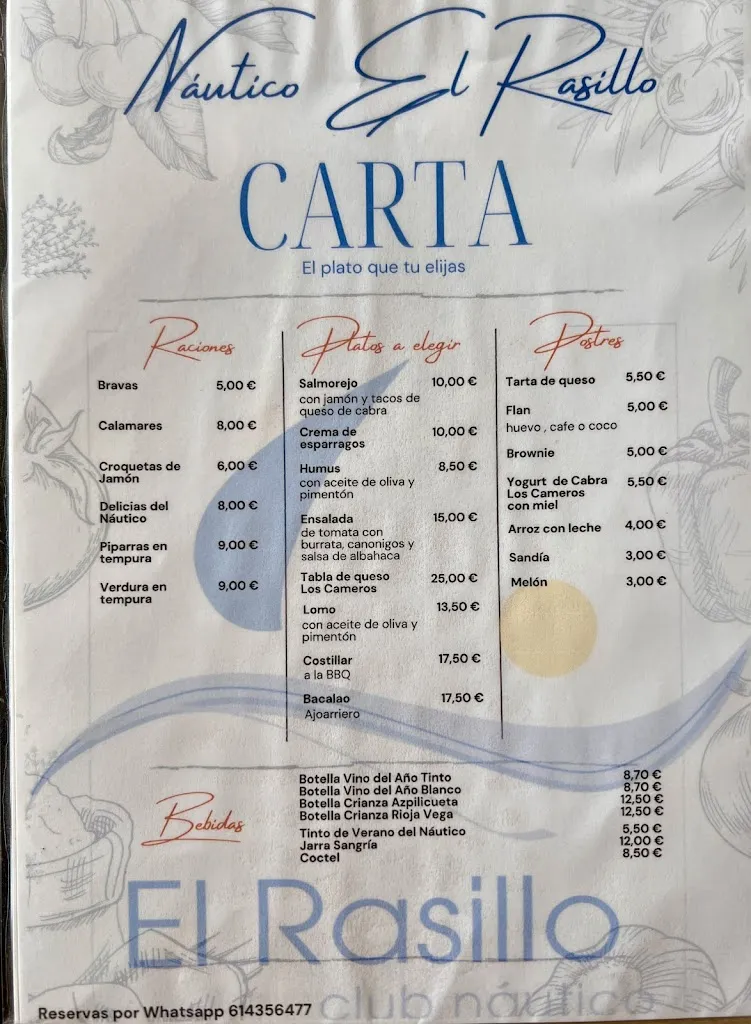 Náutico El Rasillo
CARTA
El plato que tu elijas
Raciones
Bravas 5,00 €
Calamares 8,00 €
Croquetas de 6,00 €
Jamón
Delicias del 8,00 €
Náutico
Piparras en 9,00 €
tempura
Verdura en 9,00 €
tempura
Platos a elegir
Salmorejo 10,00 €
con jamón y tacos de
queso de cabra
Crema de 10,00 €
esparragos
Humus 8,50 €
con aceite de oliva y
pimentón
Ensalada 15,00 €
de tomata con
burrata, canonigos y
salsa de albahaca
Tabla de queso 25,00 €
Los Cameros
Lomo 13,50 €
con aceite de oliva y
pimentón
Costillar 17,50 €
a la BBQ
Bacalao 17,50 €
Ajoarriero
Postres
Tarta de queso 5,50 €
Flan 5,00 €
huevo , cafe o coco
Brownie 5,00 €
Yogurt de Cabra 5,50 €
Los Cameros
con miel
Arroz con leche 4,00 €
Sandía 3,00 €
Melón 3,00 €
Bebidas
Botella Vino del Año Tinto 8,70 €
Botella Vino del Año Blanco 8,70 €
Botella Crianza Azpilicueta 12,50 €
Botella Crianza Rioja Vega 12,50 €
Tinto de Verano del Náutico 5,50 €
Jarra Sangría 12,00 €
Coctel 8,50 €
El Rasillo
club náutico
Reservas por Whatsapp 614356477